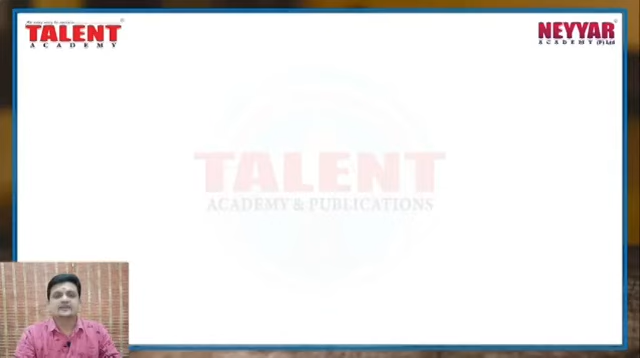 TALENT
ACADEMY
NEYYAR
ACADEMY (P) Ltd
TALENT
ACADEMY & PUBLICATIONS